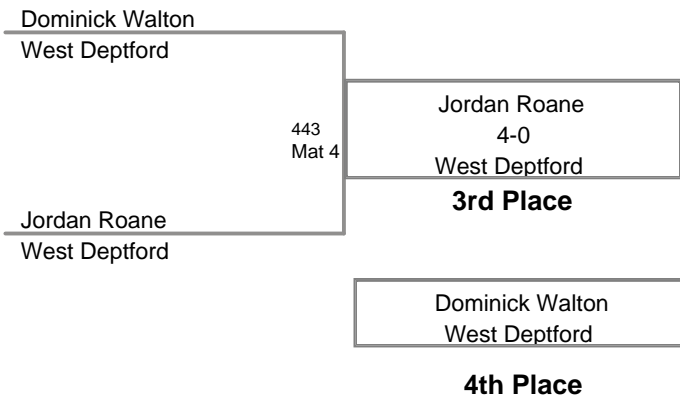 Dominick Walton
West Deptford
443
Mat 4
Jordan Roane
4-0
West Deptford
3rd Place
Jordan Roane
West Deptford
Dominick Walton
West Deptford
4th Place